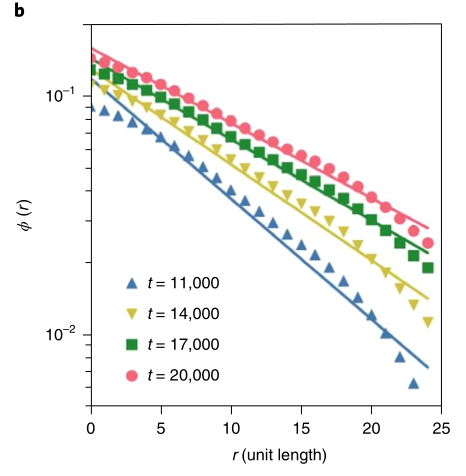 b
10⁻¹
10⁻²
ϕ (r)
t = 11,000
t = 14,000
t = 17,000
t = 20,000
0 5 10 15 20 25
r (unit length)